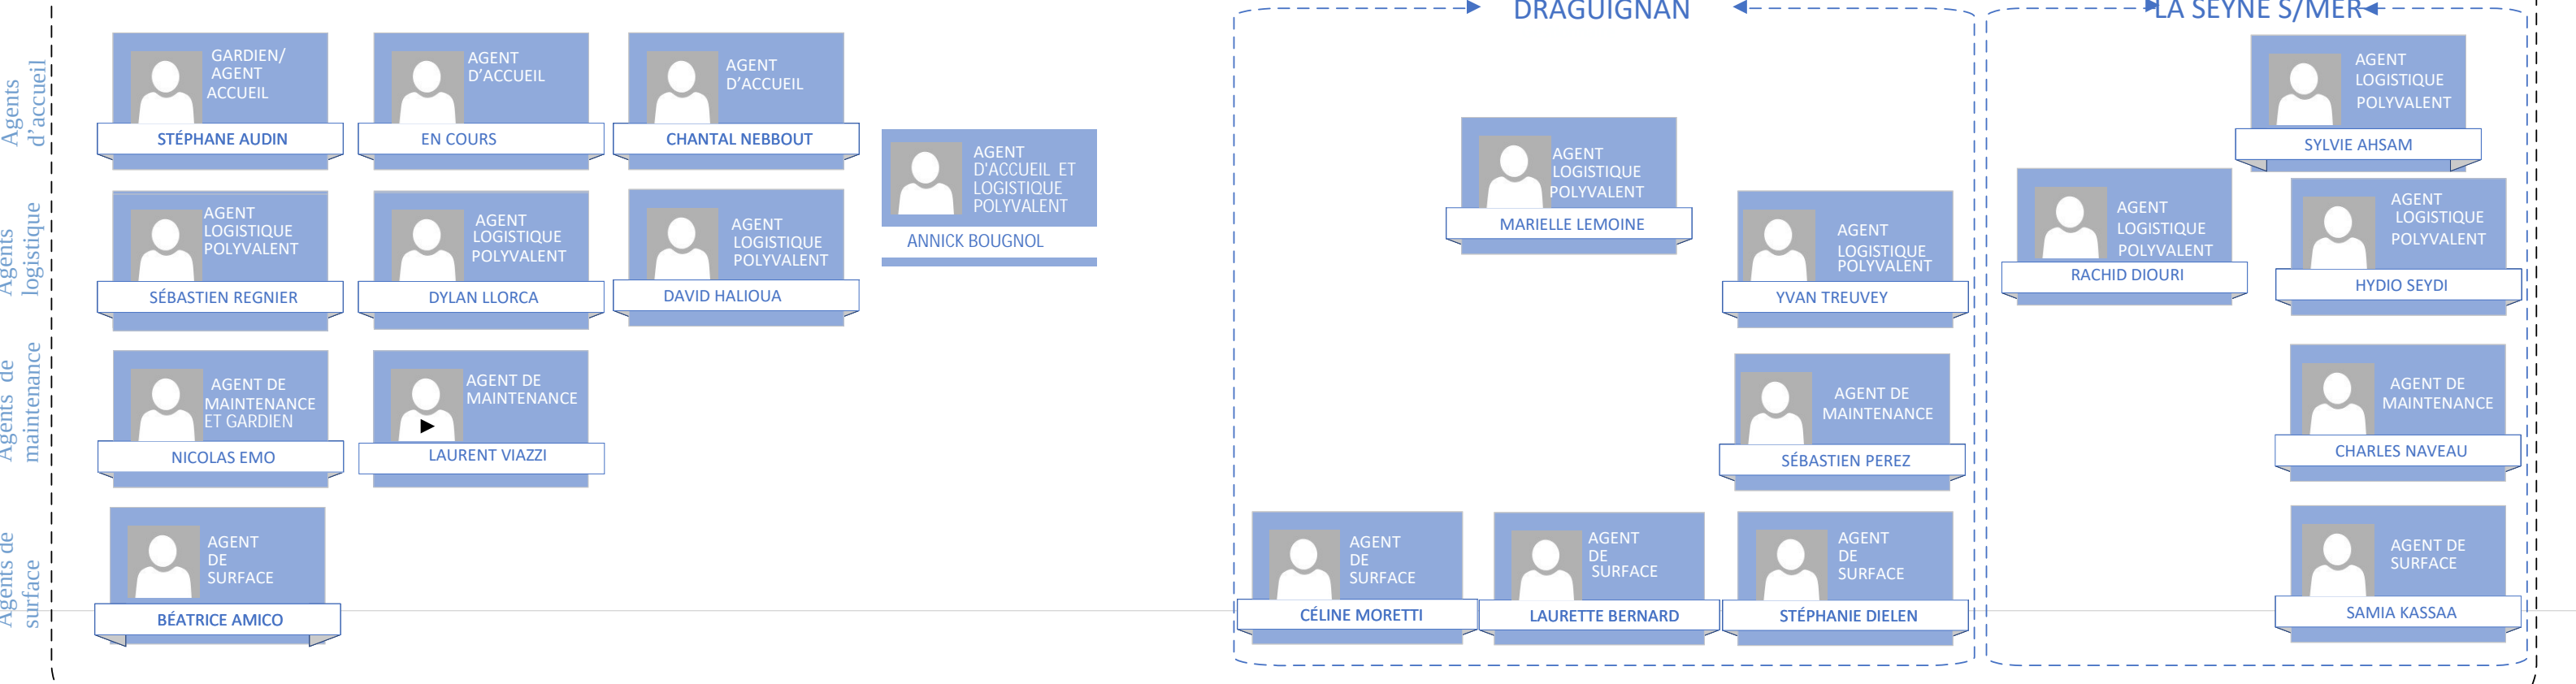 DRAGUIGNAN
LA SEYNE S/MER
Agents
d'accueil
GARDIEN/
AGENT
ACCUEIL
STÉPHANE AUDIN
AGENT
D'ACCUEIL
EN COURS
AGENT
D'ACCUEIL
CHANTAL NEBBOUT
AGENT
D'ACCUEIL ET
LOGISTIQUE
POLYVALENT
ANNICK BOUGNOL
AGENT
LOGISTIQUE
POLYVALENT
MARIELLE LEMOINE
AGENT
LOGISTIQUE
POLYVALENT
SYLVIE AHSAM
Agents
logistique
AGENT
LOGISTIQUE
POLYVALENT
SÉBASTIEN REGNIER
AGENT
LOGISTIQUE
POLYVALENT
DYLAN LLORCA
AGENT
LOGISTIQUE
POLYVALENT
DAVID HALIOUA
AGENT
LOGISTIQUE
POLYVALENT
YVAN TREUVEY
AGENT
LOGISTIQUE
POLYVALENT
RACHID DIOURI
AGENT
LOGISTIQUE
POLYVALENT
HYDIO SEYDI
Agents de
maintenance
AGENT DE
MAINTENANCE
ET GARDIEN
NICOLAS EMO
AGENT DE
MAINTENANCE
LAURENT VIAZZI
AGENT DE
MAINTENANCE
SÉBASTIEN PEREZ
AGENT DE
MAINTENANCE
CHARLES NAVEAU
Agents de
surface
AGENT
DE
SURFACE
BÉATRICE AMICO
AGENT
DE
SURFACE
CÉLINE MORETTI
AGENT
DE
SURFACE
LAURETTE BERNARD
AGENT
DE
SURFACE
STÉPHANIE DIELEN
AGENT DE
SURFACE
SAMIA KASSAA